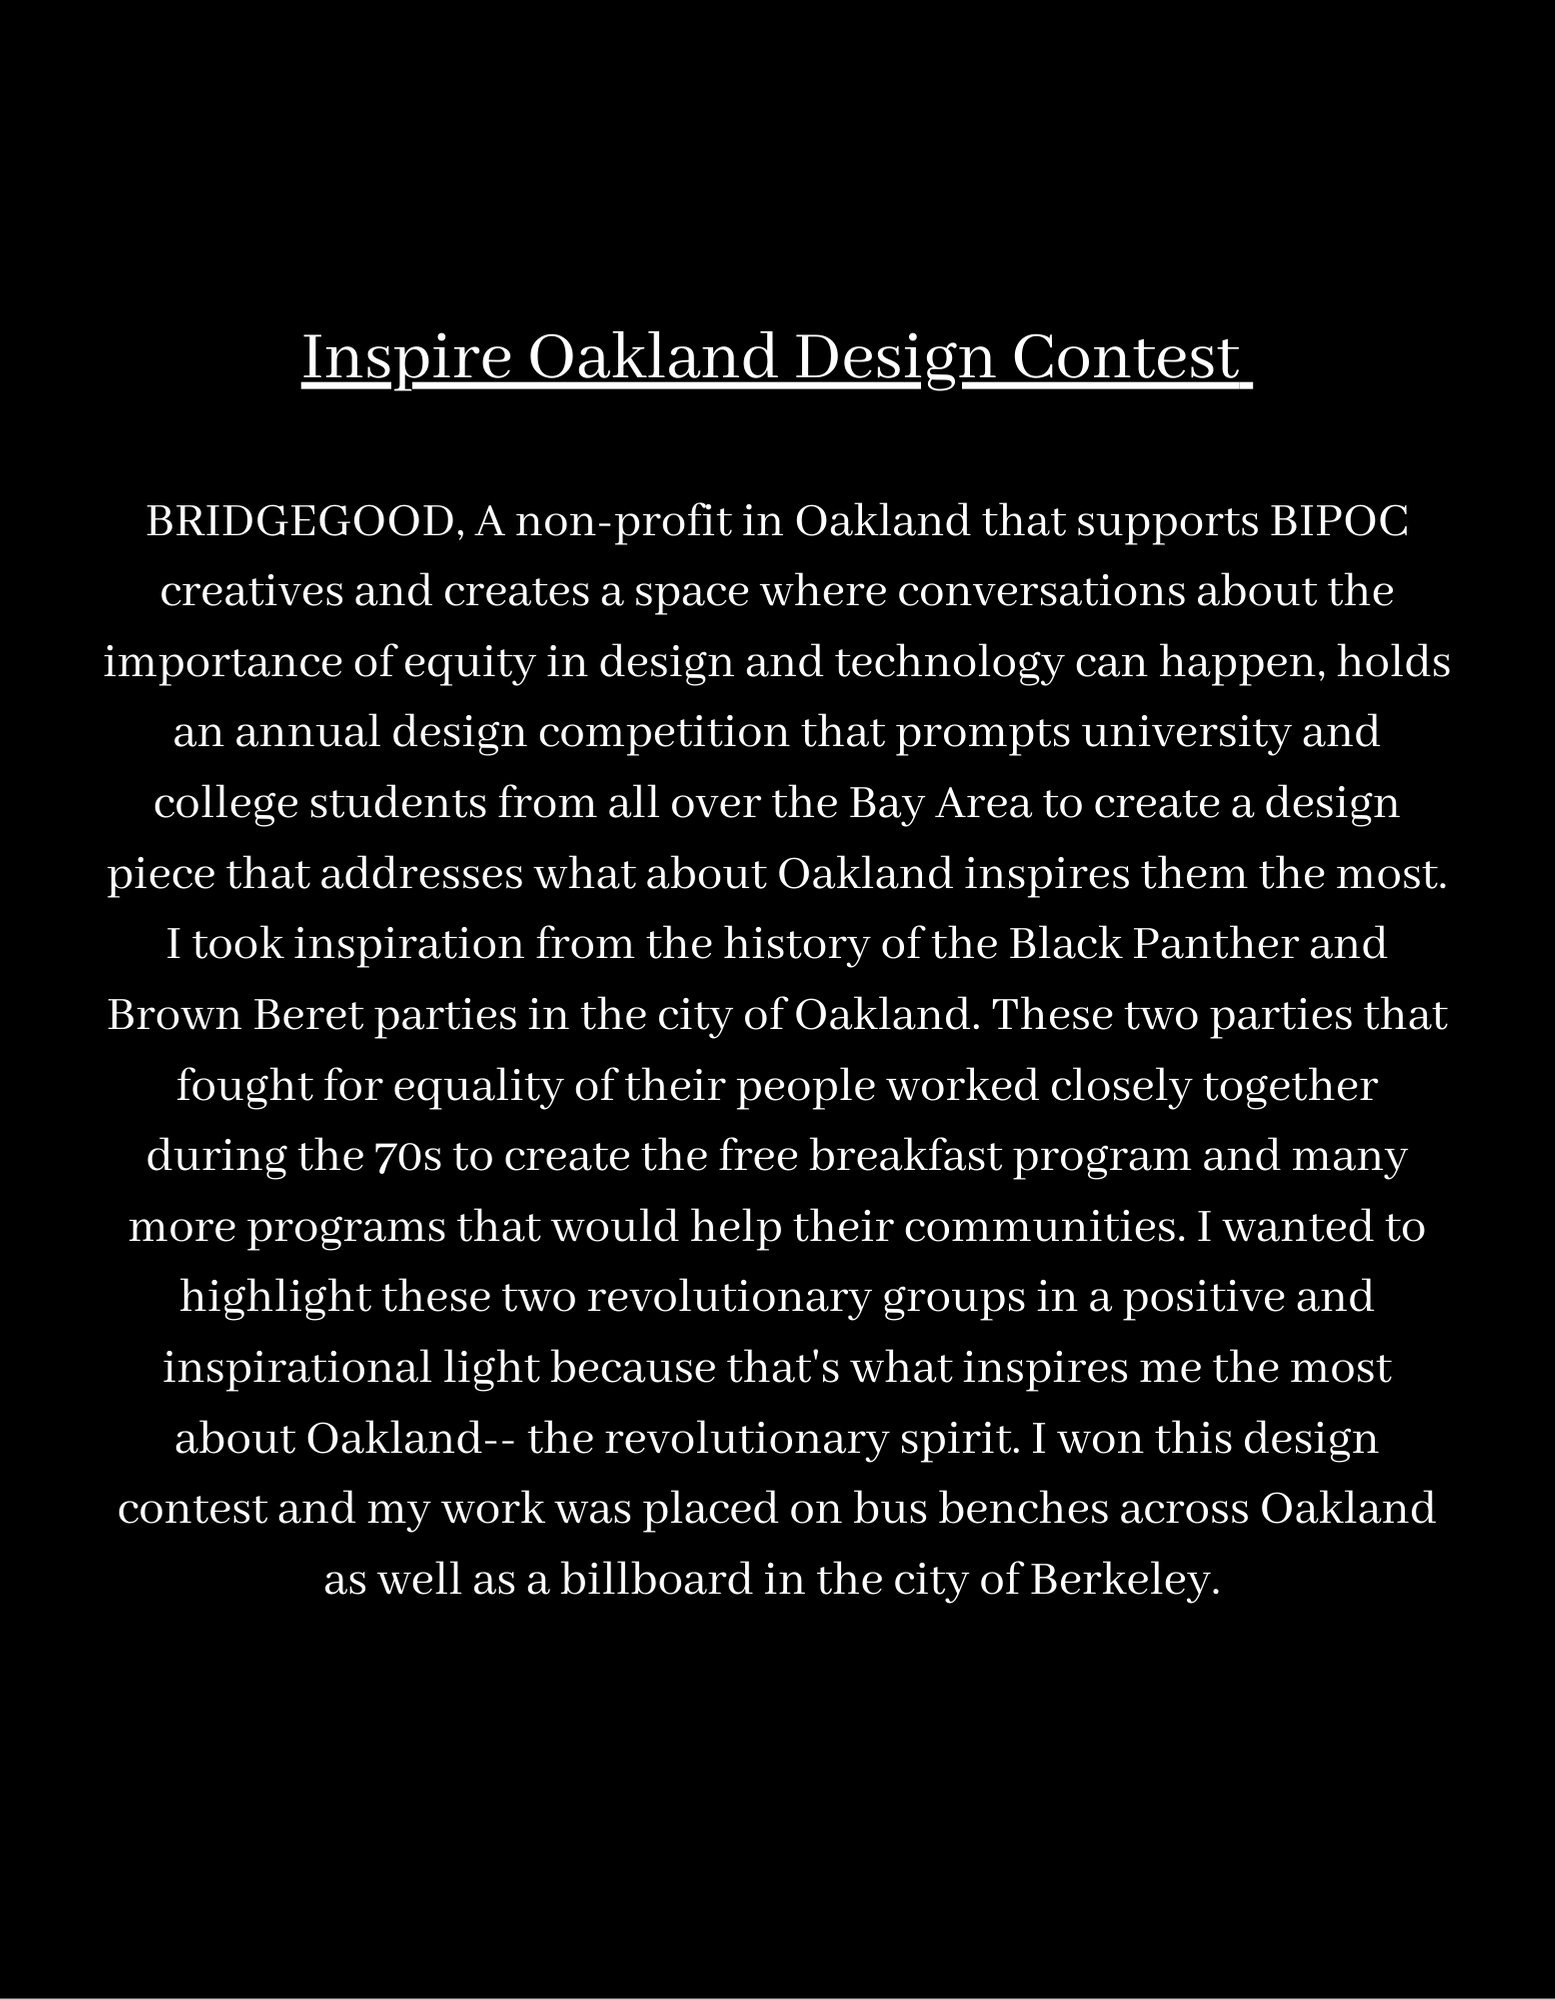 Inspire Oakland Design Contest
BRIDGEGOOD, A non-profit in Oakland that supports BIPOC
creatives and creates a space where conversations about the
importance of equity in design and technology can happen, holds
an annual design competition that prompts university and
college students from all over the Bay Area to create a design
piece that addresses what about Oakland inspires them the most.
I took inspiration from the history of the Black Panther and
Brown Beret parties in the city of Oakland. These two parties that
fought for equality of their people worked closely together
during the 70s to create the free breakfast program and many
more programs that would help their communities. I wanted to
highlight these two revolutionary groups in a positive and
inspirational light because that's what inspires me the most
about Oakland-- the revolutionary spirit. I won this design
contest and my work was placed on bus benches across Oakland
as well as a billboard in the city of Berkeley.